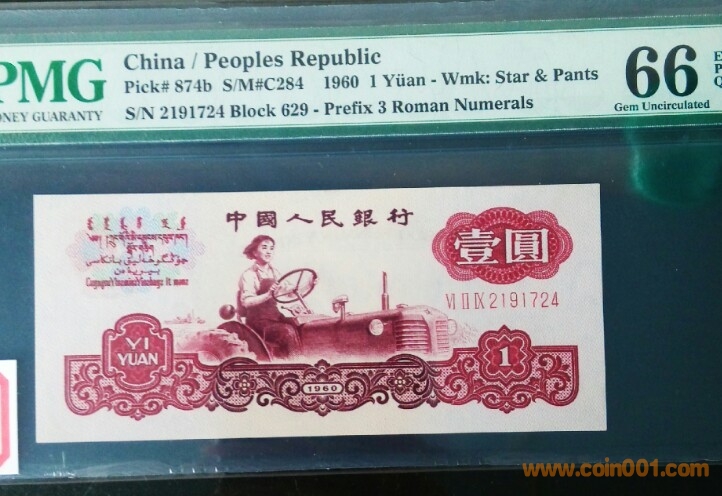 China / Peoples Republic
PMG
Pick# 874b S/M#C284 1960 1 Yüan - Wmk: Star & Pants
66
MONEY GUARANTY
S/N 2191724 Block 629 - Prefix 3 Roman Numerals
Gem Uncirculated
中國人民銀行
壹圓
VI II IX 2191724
YI
YUAN
1960
1
www.coin001.com